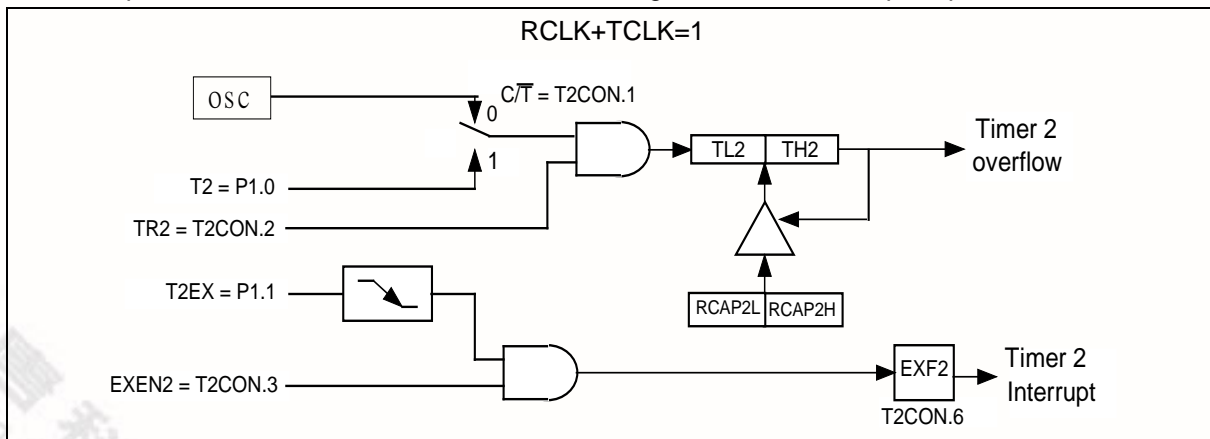 RCLK+TCLK=1
OSC
C/T̅ = T2CON.1
0
1
T2 = P1.0
TR2 = T2CON.2
TL2 TH2
Timer 2
overflow
T2EX = P1.1
RCAP2L RCAP2H
EXEN2 = T2CON.3
EXF2
T2CON.6
Timer 2
Interrupt